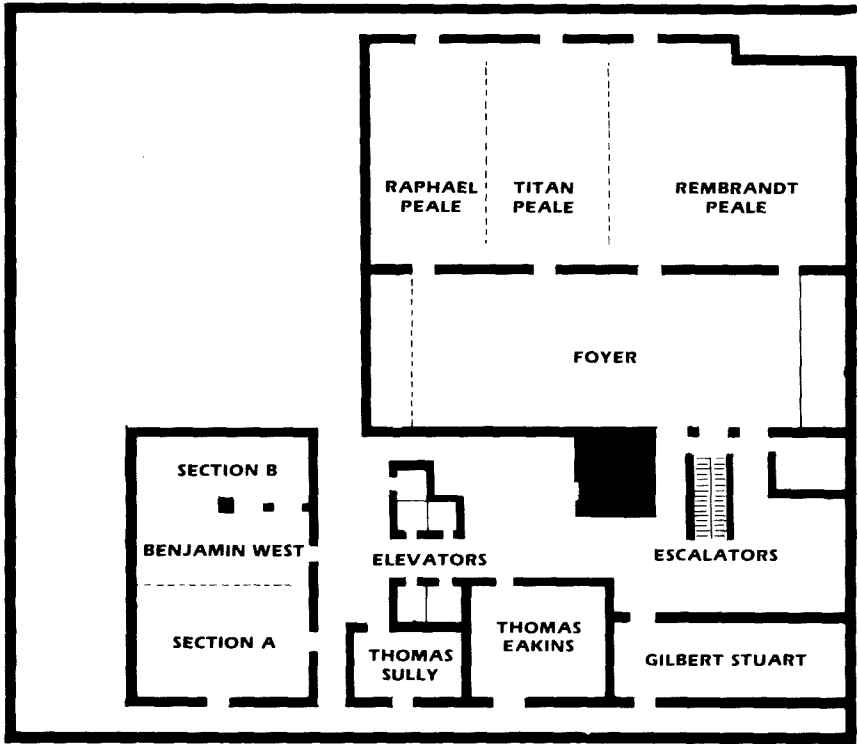 RAPHAEL
PEALE
TITAN
PEALE
REMBRANDT
PEALE
FOYER
SECTION B
BENJAMIN WEST
SECTION A
ELEVATORS
ESCALATORS
THOMAS
SULLY
THOMAS
EAKINS
GILBERT STUART